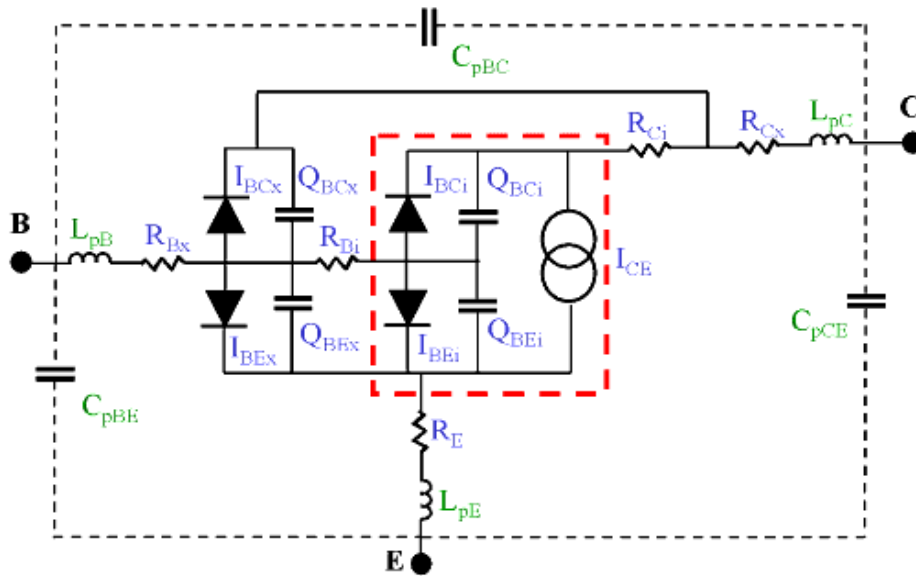 C_pBC
C
L_pC
R_Ci
R_Cx
I_BCx
Q_BCx
I_BCi
Q_BCi
B
L_pB
R_Bx
R_Bi
I_CE
I_BEx
Q_BEx
I_BEi
Q_BEi
C_pCE
C_pBE
R_E
L_pE
E